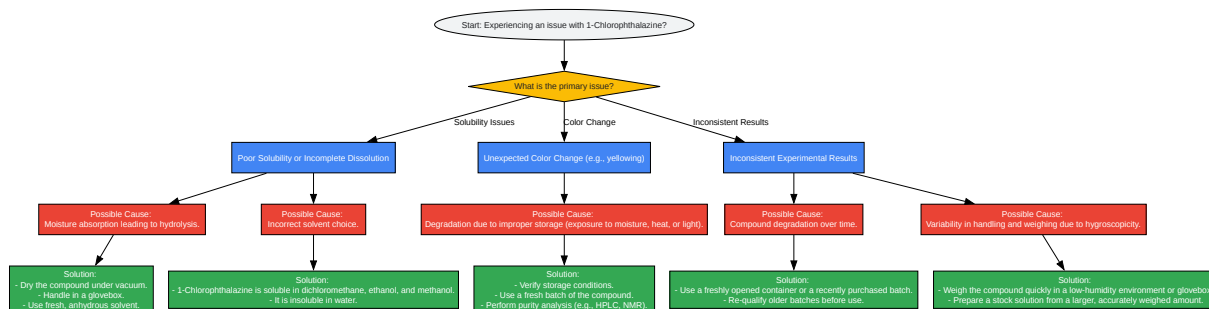 Start: Experiencing an issue with 1-Chlorophthalazine?
What is the primary issue?
Solubility Issues
Color Change
Inconsistent Results
Poor Solubility or Incomplete Dissolution
Unexpected Color Change (e.g., yellowing)
Inconsistent Experimental Results
Possible Cause:
Moisture absorption leading to hydrolysis.
Possible Cause:
Incorrect solvent choice.
Possible Cause:
Degradation due to improper storage (exposure to moisture, heat, or light).
Possible Cause:
Compound degradation over time.
Possible Cause:
Variability in handling and weighing due to hygroscopicity.
Solution:
- Dry the compound under vacuum.
- Handle in a glovebox.
- Use fresh, anhydrous solvent.
Solution:
- 1-Chlorophthalazine is soluble in dichloromethane, ethanol, and methanol.
- It is insoluble in water.
Solution:
- Verify storage conditions.
- Use a fresh batch of the compound.
- Perform purity analysis (e.g., HPLC, NMR).
Solution:
- Use a freshly opened container or a recently purchased batch.
- Re-qualify older batches before use.
Solution:
- Weigh the compound quickly in a low-humidity environment or glovebox.
- Prepare a stock solution from a larger, accurately weighed amount.